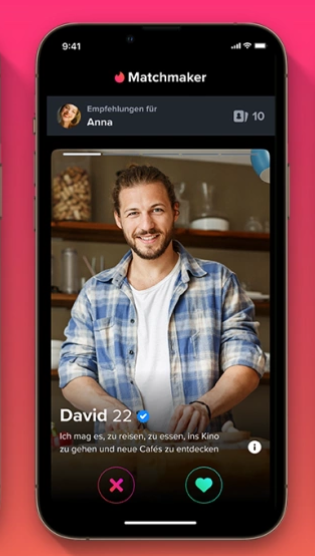 9:41
Matchmaker
Empfehlungen für
Anna
10
David 22
Ich mag es, zu reisen, zu essen, ins Kino
zu gehen und neue Cafés zu entdecken